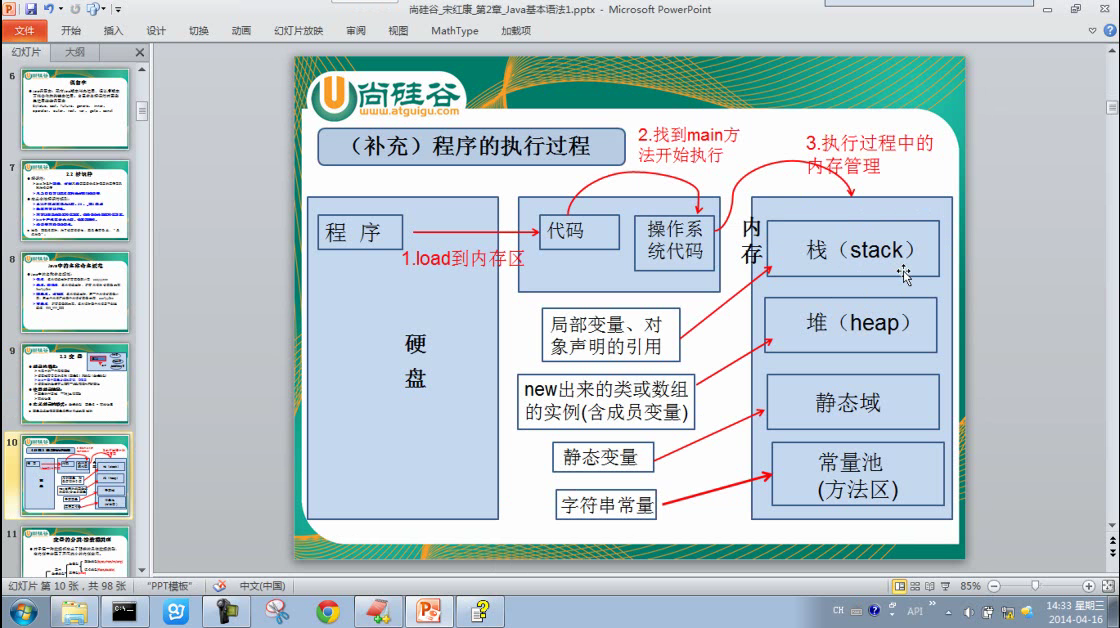 尚硅谷_宋红康_第2章_Java基本语法1.pptx - Microsoft PowerPoint
文件 开始 插入 设计 切换 动画 幻灯片放映 审阅 视图 MathType 加载项
幻灯片 大纲
6
7
8
9
10
11
尚硅谷
www.atguigu.com
（补充）程序的执行过程
2.找到main方
法开始执行
3.执行过程中的
内存管理
程 序
1.load到内存区
硬
盘
代码
操作系
统代码
内
存
栈（stack）
局部变量、对
象声明的引用
堆（heap）
new出来的类或数组
的实例(含成员变量)
静态域
静态变量
常量池
(方法区)
字符串常量
幻灯片 第 10 张，共 98 张 "PPT模板" 中文(中国) 85%
CH API 14:33 星期三
2014-04-16